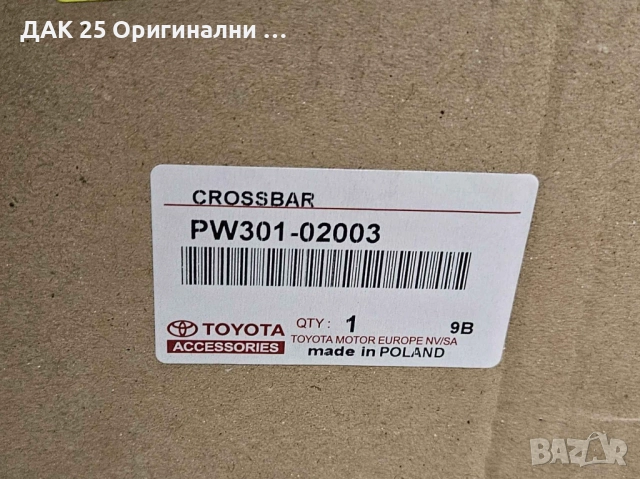 ДАК 25 Оригинални ...
CROSSBAR
PW301-02003
TOYOTA
ACCESSORIES
QTY: 1 9B
TOYOTA MOTOR EUROPE NV/SA
made in POLAND
BAZAR